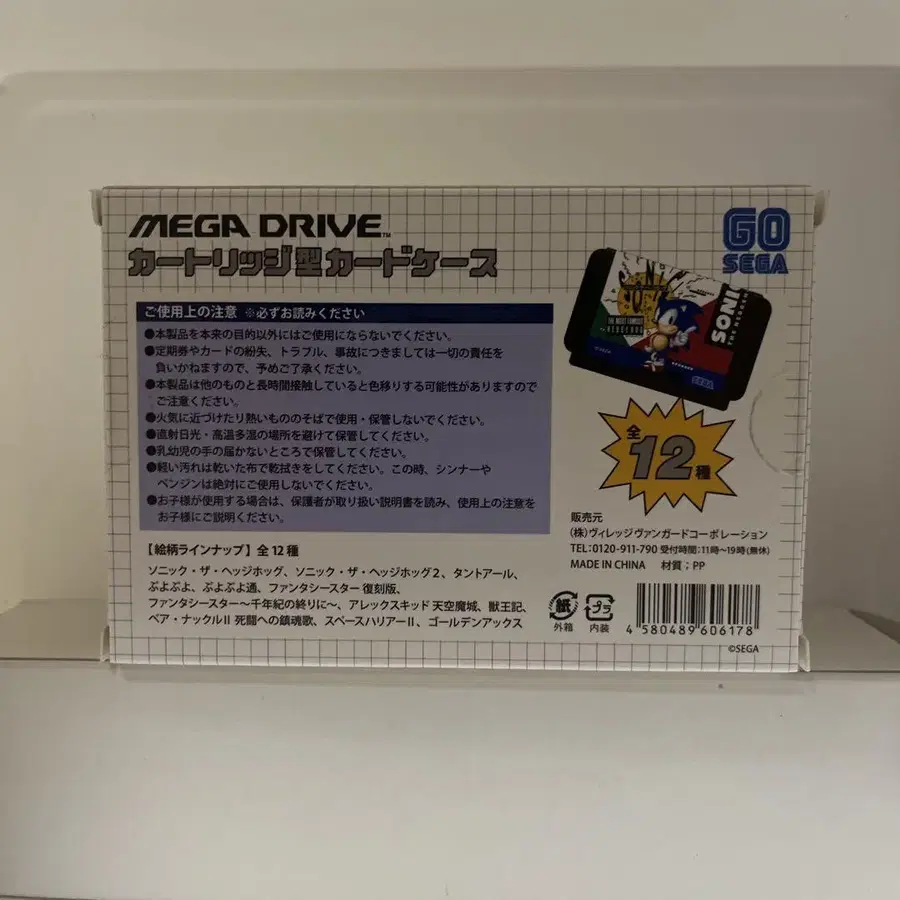 MEGA DRIVE™
カートリッジ型カードケース
GO
SEGA
ご使用上の注意 ※必ずお読みください
●本製品を本来の目的以外にはご使用にならないでください。
●定期券やカードの紛失、トラブル、事故につきましては一切の責任を
負いかねますので、予めご了承ください。
●本製品は他のものと長時間接触していると色移りする可能性がありますので
ご注意ください。
●火気に近づけたり熱いもののそばで使用・保管しないでください。
●直射日光・高温多湿の場所を避けて保管してください。
●乳幼児の手の届かないところで保管してください。
●軽い汚れは乾いた布で乾拭きをしてください。この時、シンナーや
ベンジンは絶対にご使用しないでください。
●お子様が使用する場合は、保護者が取り扱い説明書を読み、使用上の注意を
お子様にご説明ください。
SONIC
THE HEDGEHOG
SEGA
全
12
種
【絵柄ラインナップ】全12種
ソニック・ザ・ヘッジホッグ、ソニック・ザ・ヘッジホッグ2、タントアール、
ぷよぷよ、ぷよぷよ通、ファンタシースター 復刻版、
ファンタシースター〜千年紀の終りに〜、アレックスキッド 天空魔城、獣王記、
ベア・ナックルII 死闘への鎮魂歌、スペースハリアーII、ゴールデンアックス
販売元
(株)ヴィレッジヴァンガードコーポレーション
TEL:0120-911-790 受付時間:11時〜19時(無休)
MADE IN CHINA 材質;PP
紙
外箱
プラ
内装
4 580489 606178
©SEGA